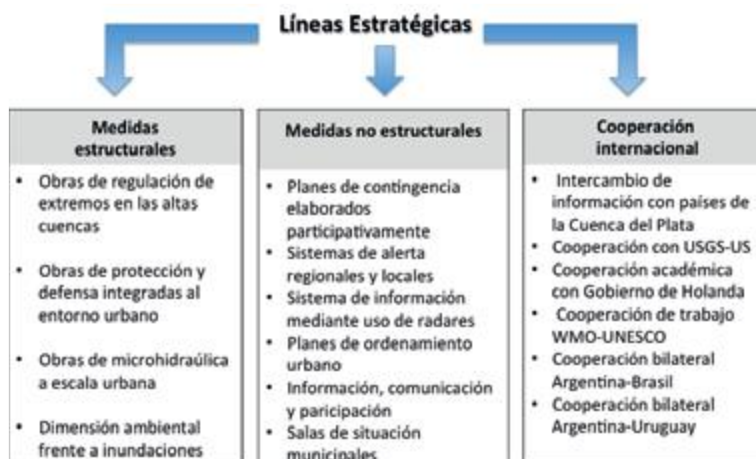 Líneas Estratégicas
Medidas
estructurales
• Obras de regulación de
extremos en las altas
cuencas
• Obras de protección y
defensa integradas al
entorno urbano
• Obras de microhidraúlica
a escala urbana
• Dimensión ambiental
frente a inundaciones
Medidas no estructurales
• Planes de contingencia
elaborados
participativamente
• Sistemas de alerta
regionales y locales
• Sistema de información
mediante uso de radares
• Planes de ordenamiento
urbano
• Información, comunicación
y paricipación
• Salas de situación
municipales
Cooperación
internacional
• Intercambio de
información con países de
la Cuenca del Plata
• Cooperación con USGS-US
• Cooperación académica
con Gobierno de Holanda
• Cooperación de trabajo
WMO-UNESCO
• Cooperación bilateral
Argentina-Brasil
• Cooperación bilateral
Argentina-Uruguay